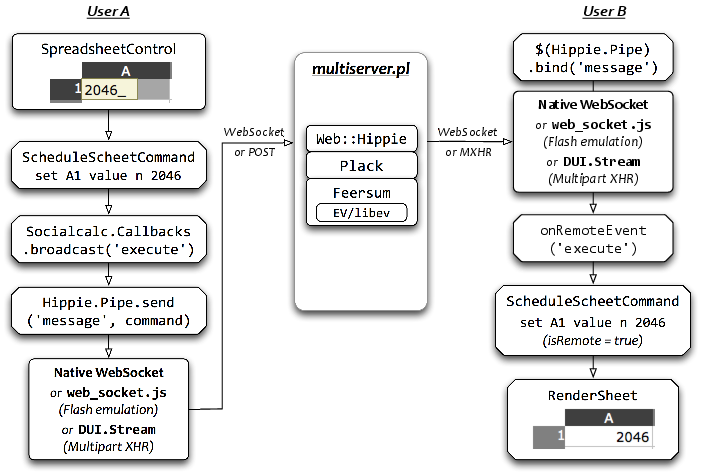 User A
SpreadsheetControl
A
1 2046_
ScheduleScheetCommand
set A1 value n 2046
Socialcalc.Callbacks
.broadcast('execute')
Hippie.Pipe.send
('message', command)
Native WebSocket
or web_socket.js
(Flash emulation)
or DUI.Stream
(Multipart XHR)
WebSocket
or POST
multiserver.pl
Web::Hippie
Plack
Feersum
EV/libev
WebSocket
or MXHR
User B
$(Hippie.Pipe)
.bind('message')
Native WebSocket
or web_socket.js
(Flash emulation)
or DUI.Stream
(Multipart XHR)
onRemoteEvent
('execute')
ScheduleScheetCommand
set A1 value n 2046
(isRemote = true)
RenderSheet
A
1 2046